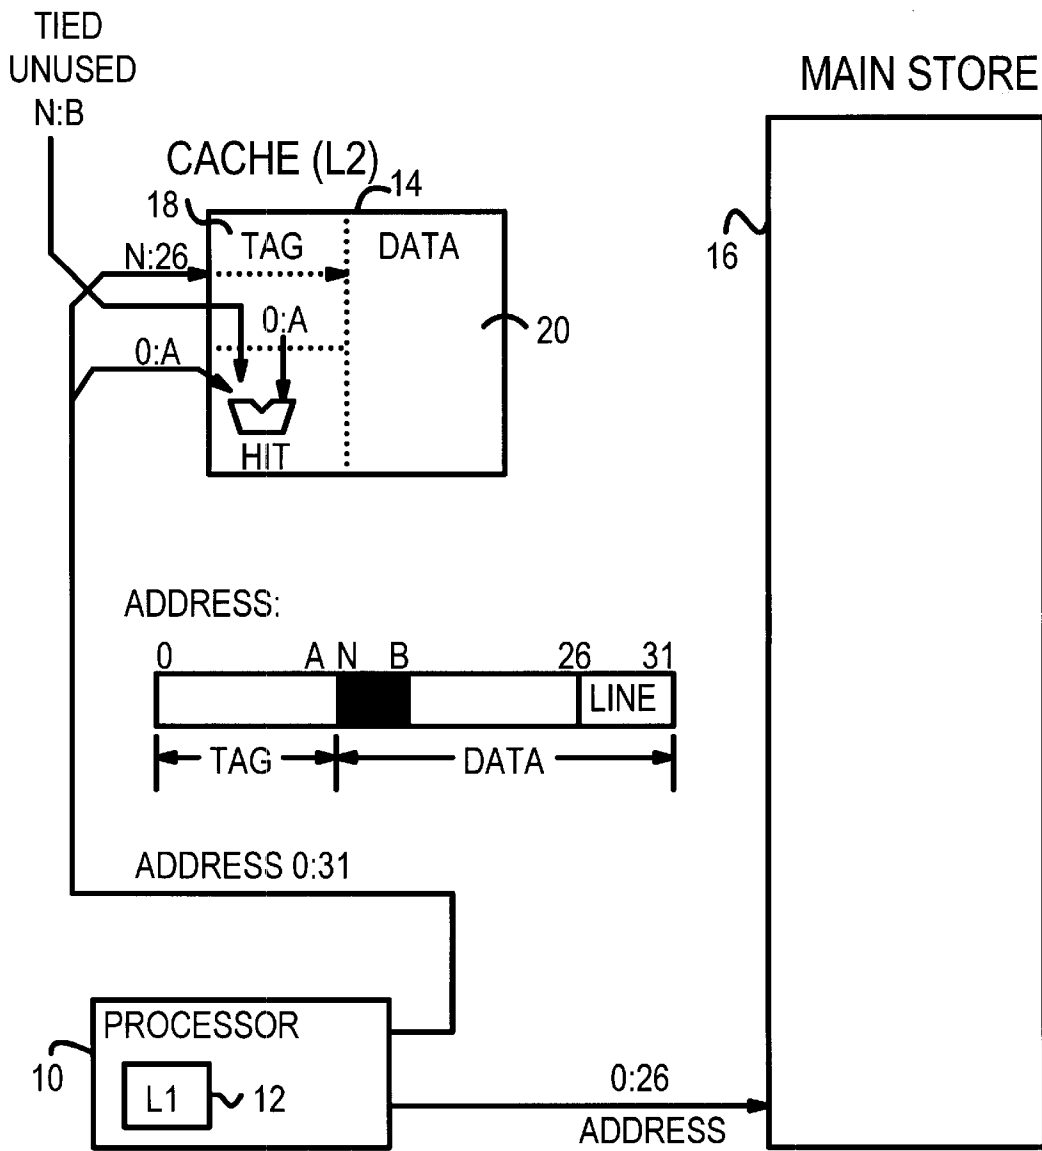 TIED
UNUSED
N:B
MAIN STORE
CACHE (L2)
14
18
TAG
DATA
N:26
16
0:A
20
0:A
HIT
ADDRESS:
0 A N B 26 31
LINE
TAG DATA
ADDRESS 0:31
PROCESSOR
10
L1
12
0:26
ADDRESS